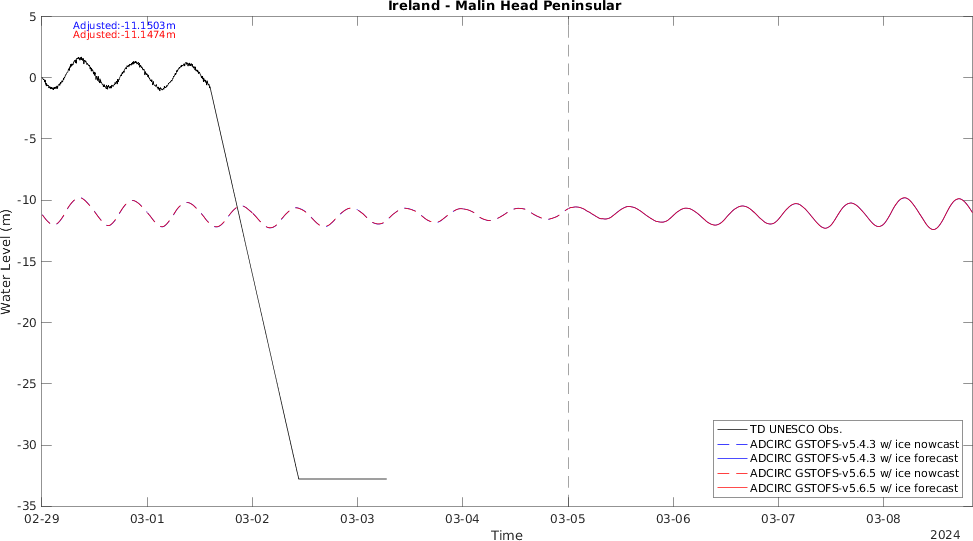 Ireland - Malin Head Peninsular
Adjusted:-11.1503m
Adjusted:-11.1474m
Water Level (m)
5
0
-5
-10
-15
-20
-25
-30
-35
TD UNESCO Obs.
ADCIRC GSTOFS-v5.4.3 w/ ice nowcast
ADCIRC GSTOFS-v5.4.3 w/ ice forecast
ADCIRC GSTOFS-v5.6.5 w/ ice nowcast
ADCIRC GSTOFS-v5.6.5 w/ ice forecast
02-29
03-01
03-02
03-03
03-04
03-05
03-06
03-07
03-08
Time
2024